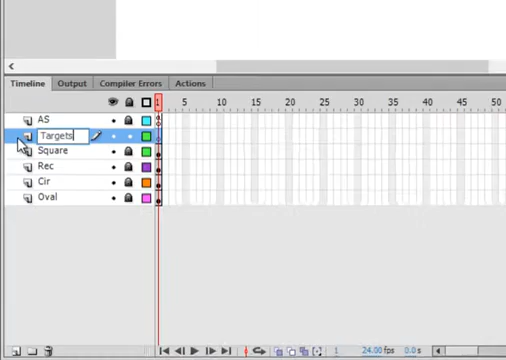 Timeline Output Compiler Errors Actions
1 5 10 15 20 25 30 35 40 45 50
AS
Targets
Square
Rec
Cir
Oval
1 24.00 fps 0.0 s